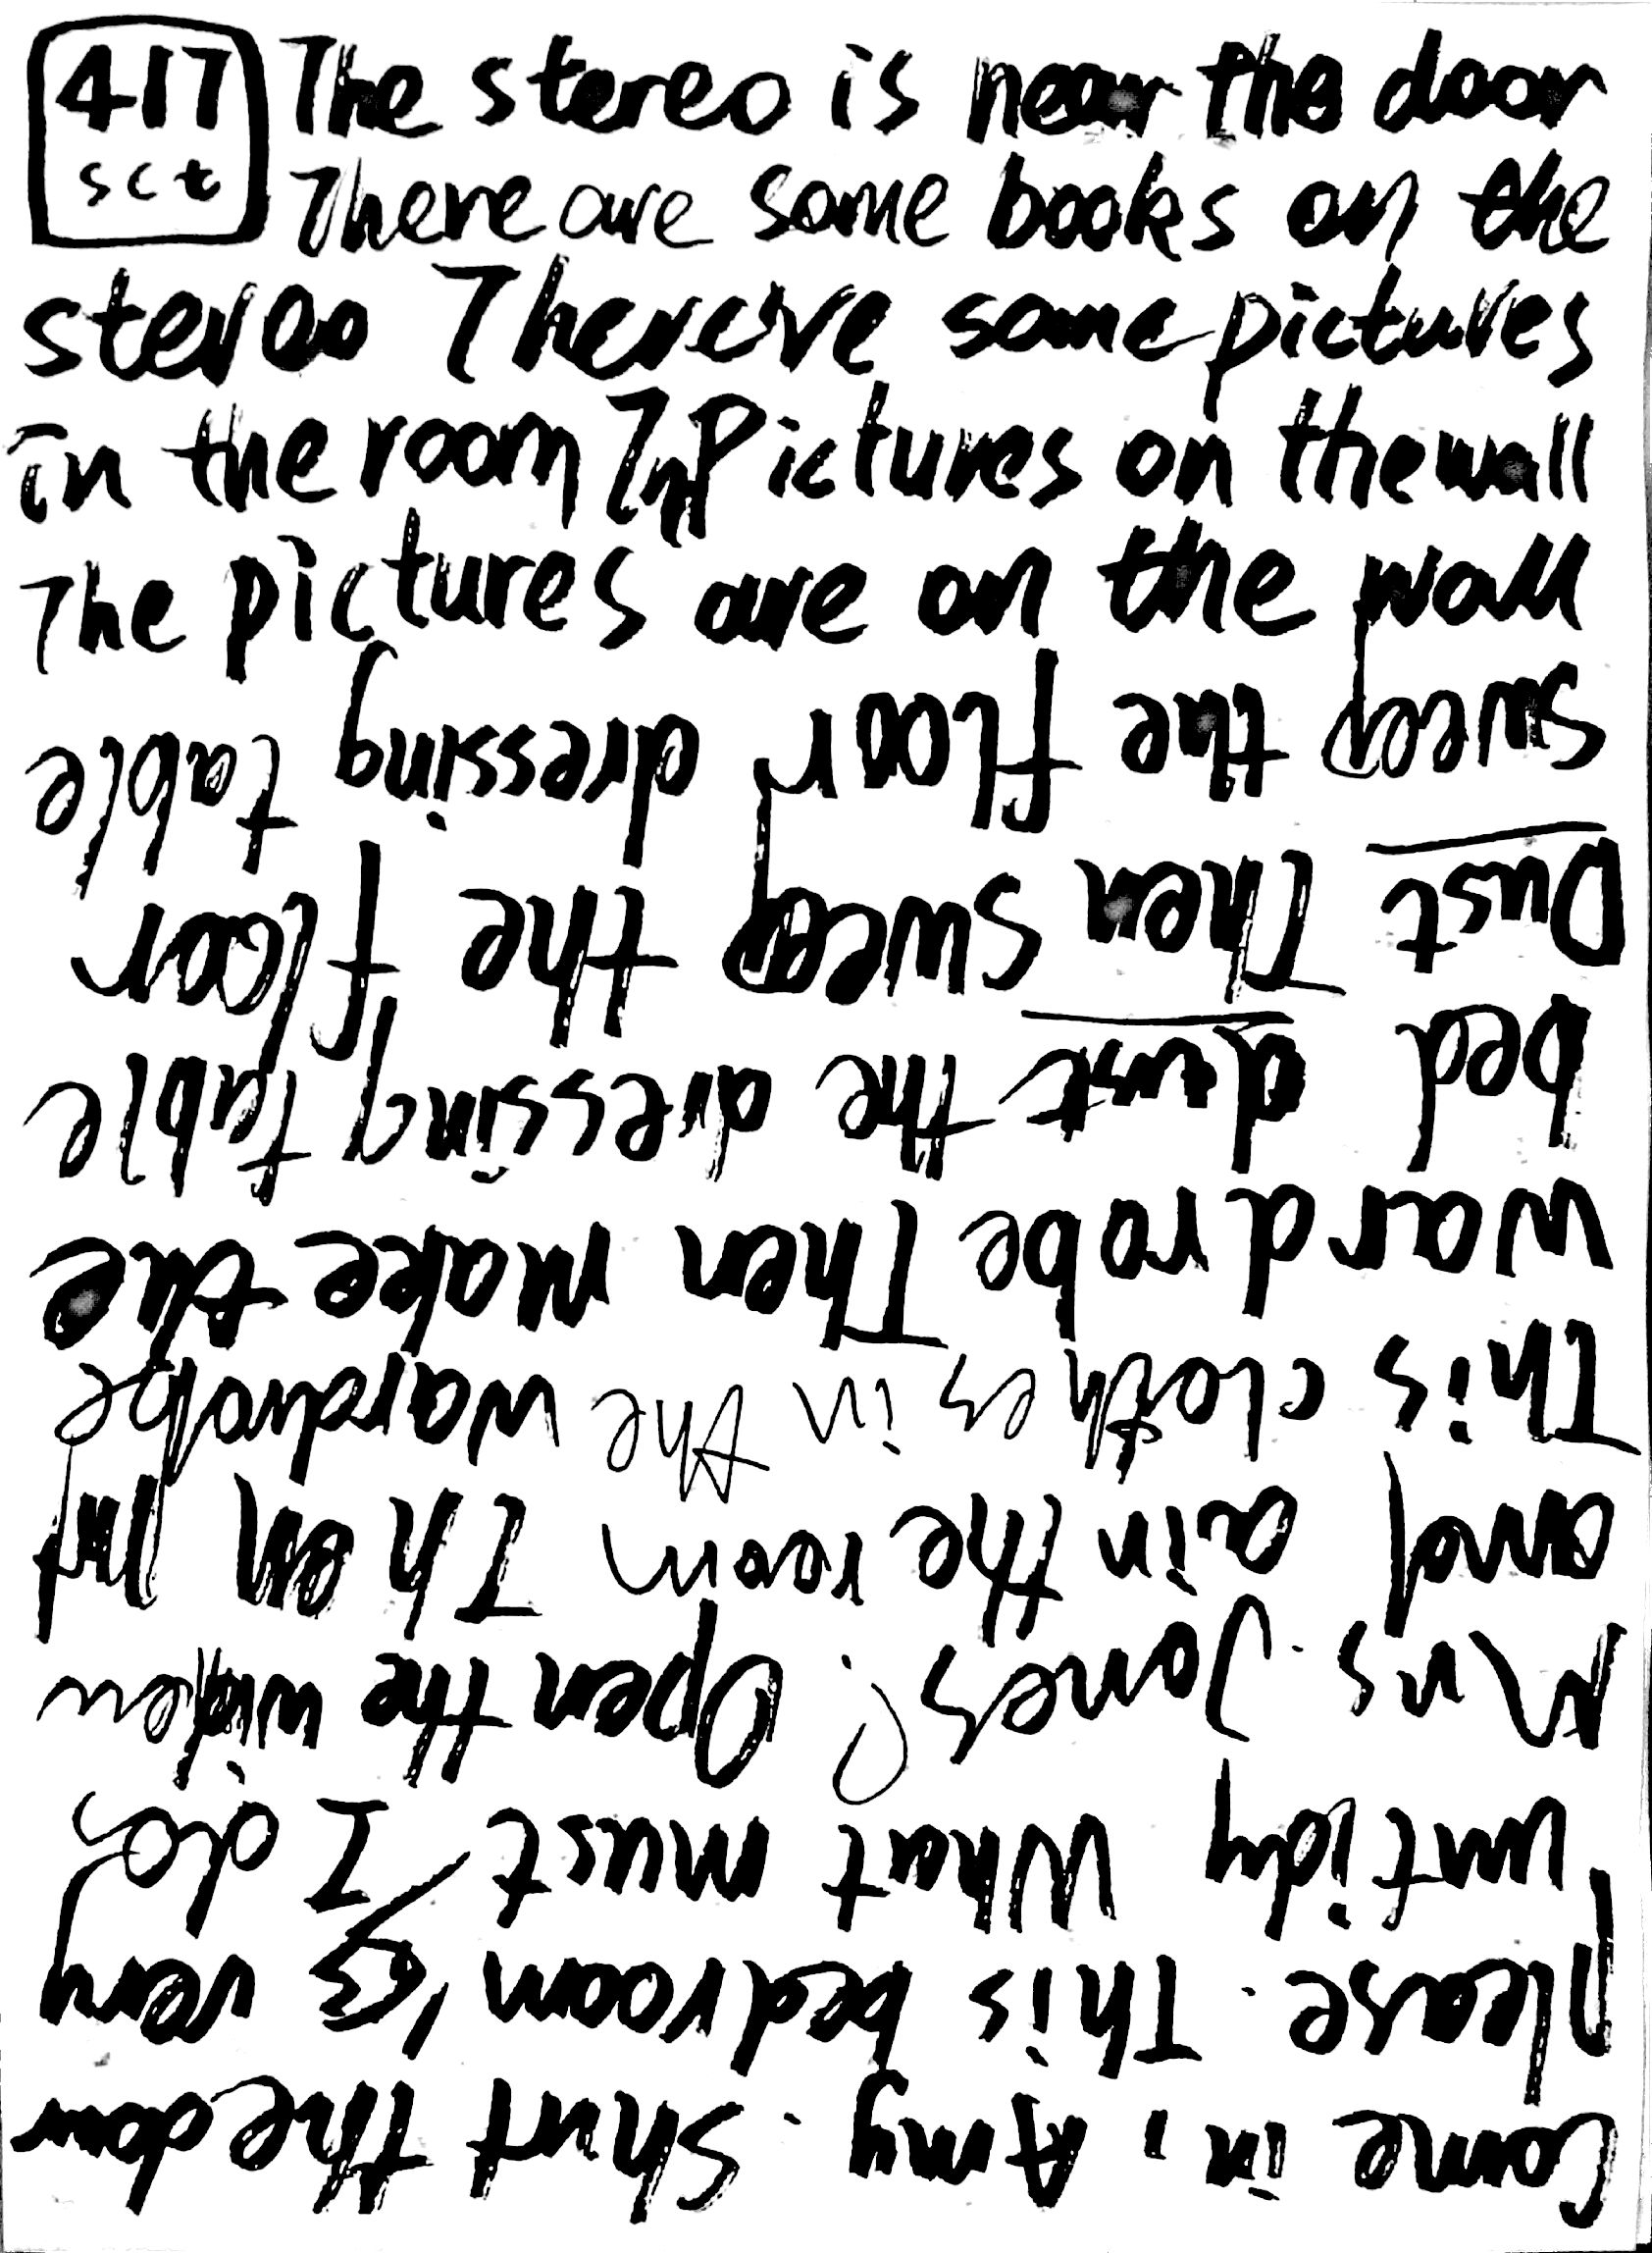 417
sct
The stereo is near the door
There are some books on the
stereo There are some pictures
in the room Pictures on the wall
The pictures are on the wall
Come in, Amy. Shut the door
Please. This bedroom is very
untidy What must I do?
Mrs. Jones: Open the window
and ain the room Then put
This clothes in the wardrobe
wardrobe Then make the
bed dust the dressing table
Dust Then sweep the floor
sweep the floor dressing table